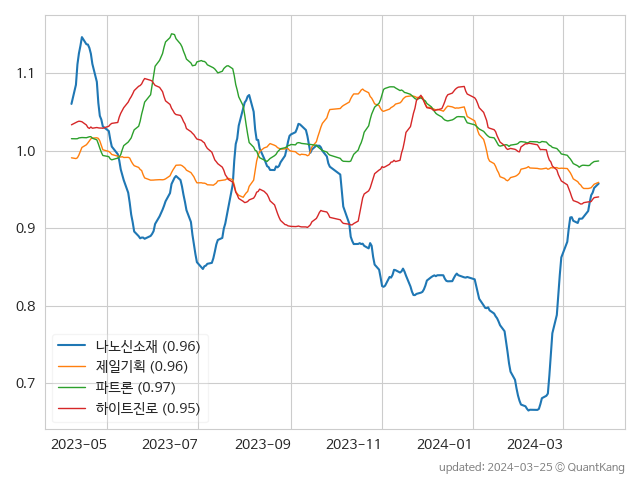 1.1
1.0
0.9
0.8
0.7
나노신소재 (0.96)
제일기획 (0.96)
파트론 (0.97)
하이트진로 (0.95)
2023-05 2023-07 2023-09 2023-11 2024-01 2024-03
updated: 2024-03-25 © QuantKang